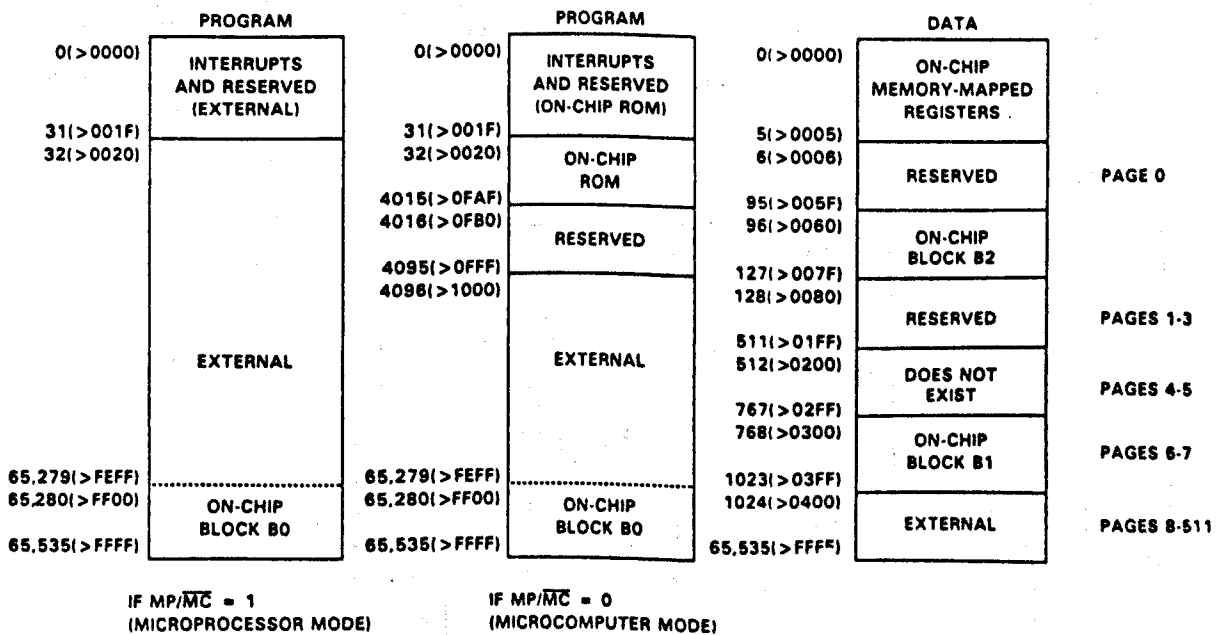 PROGRAM
0(>0000)
INTERRUPTS
AND RESERVED
(EXTERNAL)
31(>001F)
32(>0020)
EXTERNAL
65,279(>FEFF)
65,280(>FF00)
ON-CHIP
BLOCK B0
65,535(>FFFF)
IF MP/M̅C̅ = 1
(MICROPROCESSOR MODE)
PROGRAM
0(>0000)
INTERRUPTS
AND RESERVED
(ON-CHIP ROM)
31(>001F)
32(>0020)
ON-CHIP
ROM
4015(>0FAF)
4016(>0FB0)
RESERVED
4095(>0FFF)
4096(>1000)
EXTERNAL
65,279(>FEFF)
65,280(>FF00)
ON-CHIP
BLOCK B0
65,535(>FFFF)
IF MP/M̅C̅ = 0
(MICROCOMPUTER MODE)
DATA
0(>0000)
ON-CHIP
MEMORY-MAPPED
REGISTERS
5(>0005)
6(>0006)
RESERVED
PAGE 0
95(>005F)
96(>0060)
ON-CHIP
BLOCK B2
127(>007F)
128(>0080)
RESERVED
PAGES 1-3
511(>01FF)
512(>0200)
DOES NOT
EXIST
PAGES 4-5
767(>02FF)
768(>0300)
ON-CHIP
BLOCK B1
PAGES 6-7
1023(>03FF)
1024(>0400)
EXTERNAL
PAGES 8-511
65,535(>FFFF)